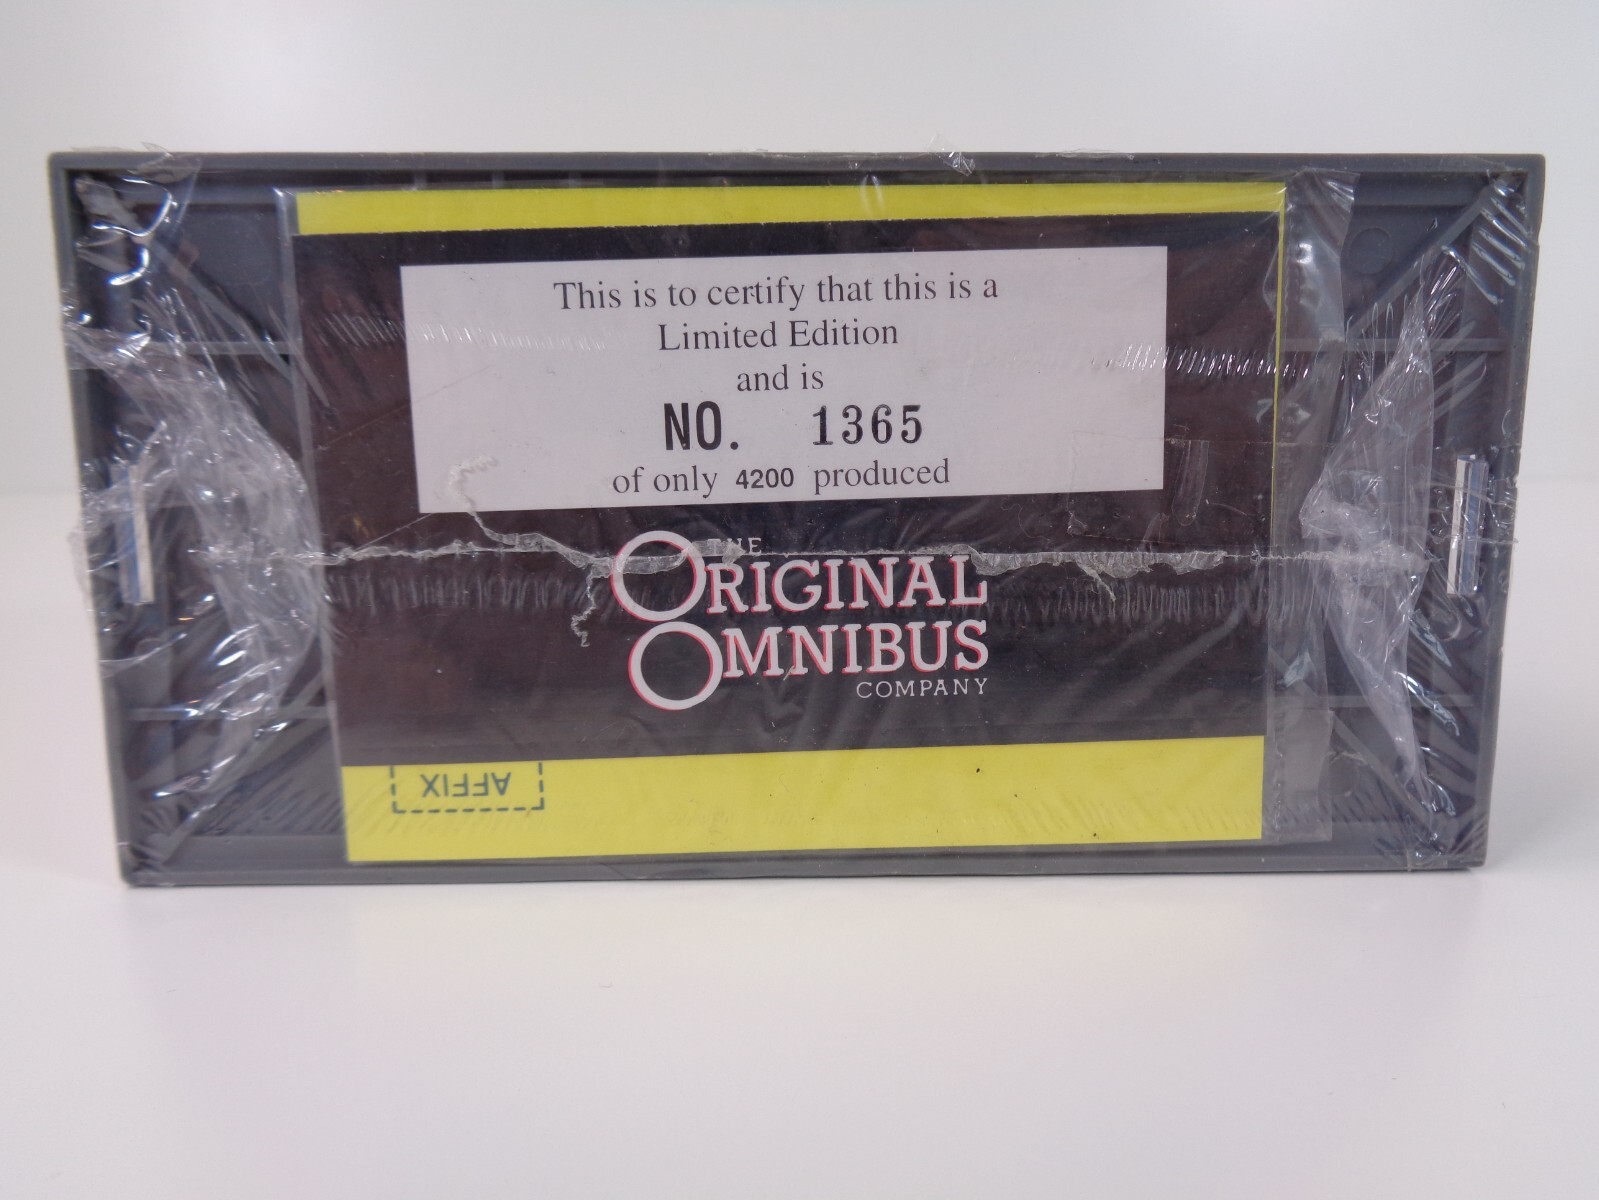 This is to certify that this is a
Limited Edition
and is
NO. 1365
of only 4200 produced
THE
ORIGINAL
OMNIBUS
COMPANY
AFFIX